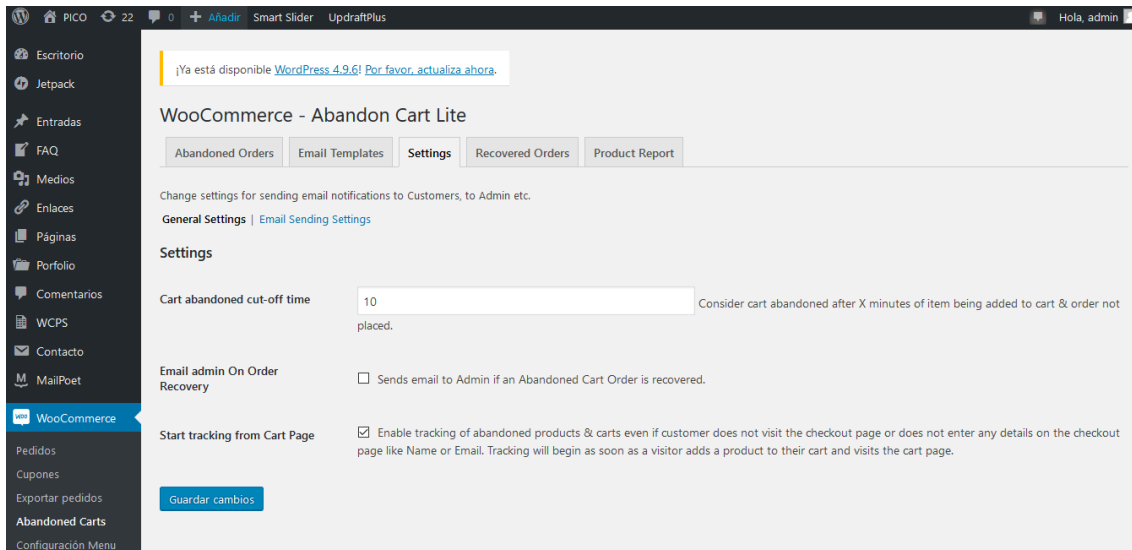 PICO 22 0 + Añadir Smart Slider UpdraftPlus Hola, admin
Escritorio
Jetpack
Entradas
FAQ
Medios
Enlaces
Páginas
Porfolio
Comentarios
WCPS
Contacto
MailPoet
WooCommerce
Pedidos
Cupones
Exportar pedidos
Abandoned Carts
Configuración Menu
¡Ya está disponible WordPress 4.9.6! Por favor, actualiza ahora.
WooCommerce - Abandon Cart Lite
Abandoned Orders Email Templates Settings Recovered Orders Product Report
Change settings for sending email notifications to Customers, to Admin etc.
General Settings | Email Sending Settings
Settings
Cart abandoned cut-off time
10 Consider cart abandoned after X minutes of item being added to cart & order not
placed.
Email admin On Order
Recovery
Sends email to Admin if an Abandoned Cart Order is recovered.
Start tracking from Cart Page
Enable tracking of abandoned products & carts even if customer does not visit the checkout page or does not enter any details on the checkout
page like Name or Email. Tracking will begin as soon as a visitor adds a product to their cart and visits the cart page.
Guardar cambios